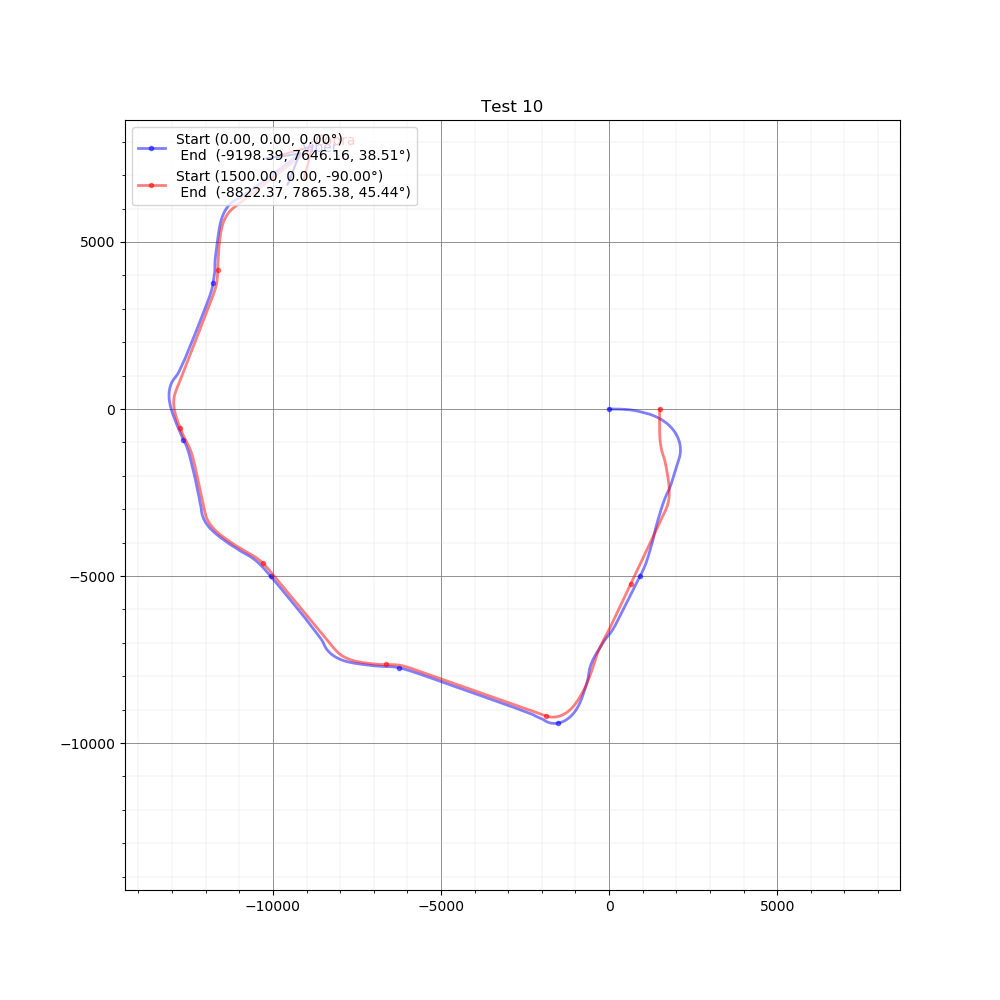 Test 10
Start (0.00, 0.00, 0.00°)
End (-9198.39, 7646.16, 38.51°)
Start (1500.00, 0.00, -90.00°)
End (-8822.37, 7865.38, 45.44°)
5000
0
−5000
−10000
−10000 −5000 0 5000